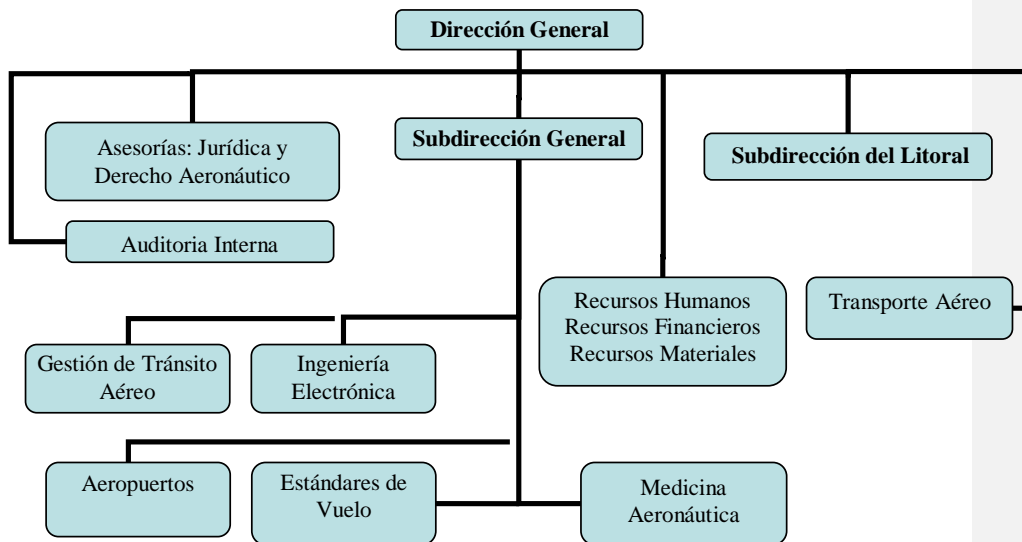 Dirección General
Asesorías: Jurídica y
Derecho Aeronáutico
Subdirección General
Subdirección del Litoral
Auditoria Interna
Recursos Humanos
Recursos Financieros
Recursos Materiales
Transporte Aéreo
Gestión de Tránsito
Aéreo
Ingeniería
Electrónica
Aeropuertos
Estándares de
Vuelo
Medicina
Aeronáutica